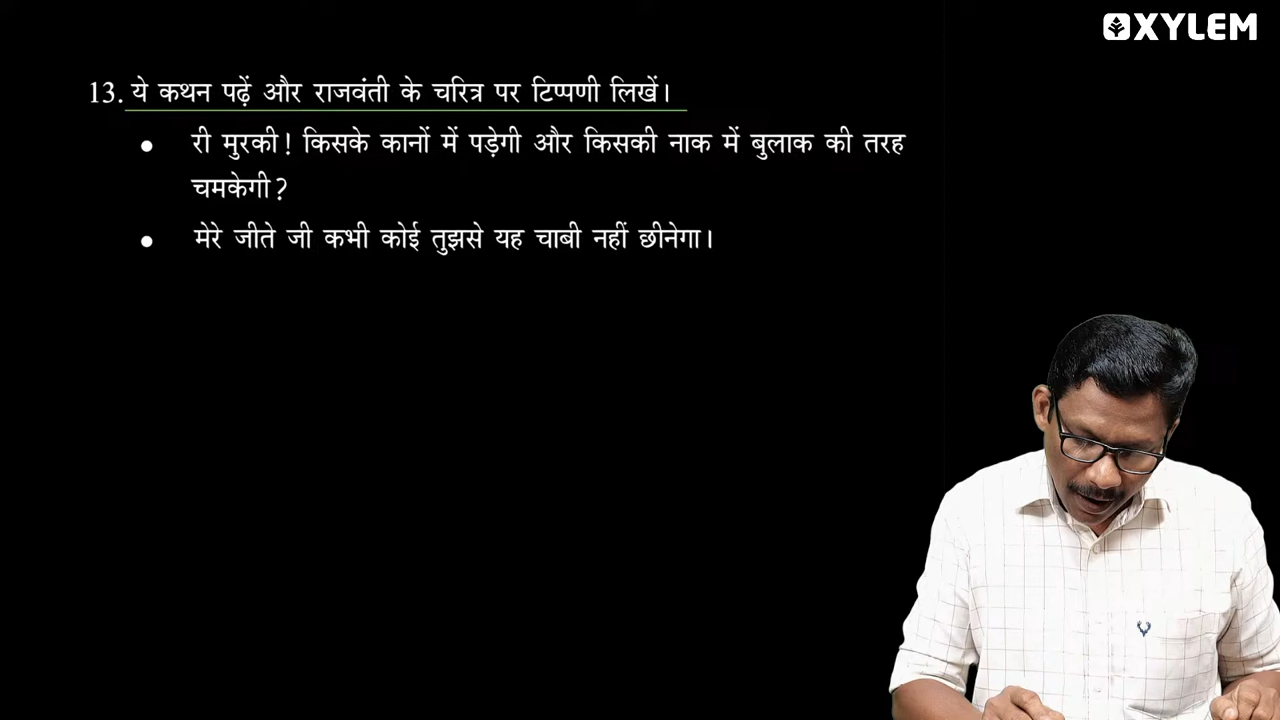 OXYLEM
13. ये कथन पढ़ें और राजवंती के चरित्र पर टिप्पणी लिखें।
• री मुरकी! किसके कानों में पड़ेगी और किसकी नाक में बुलाक की तरह
चमकेगी?
• मेरे जीते जी कभी कोई तुझसे यह चाबी नहीं छीनेगा।